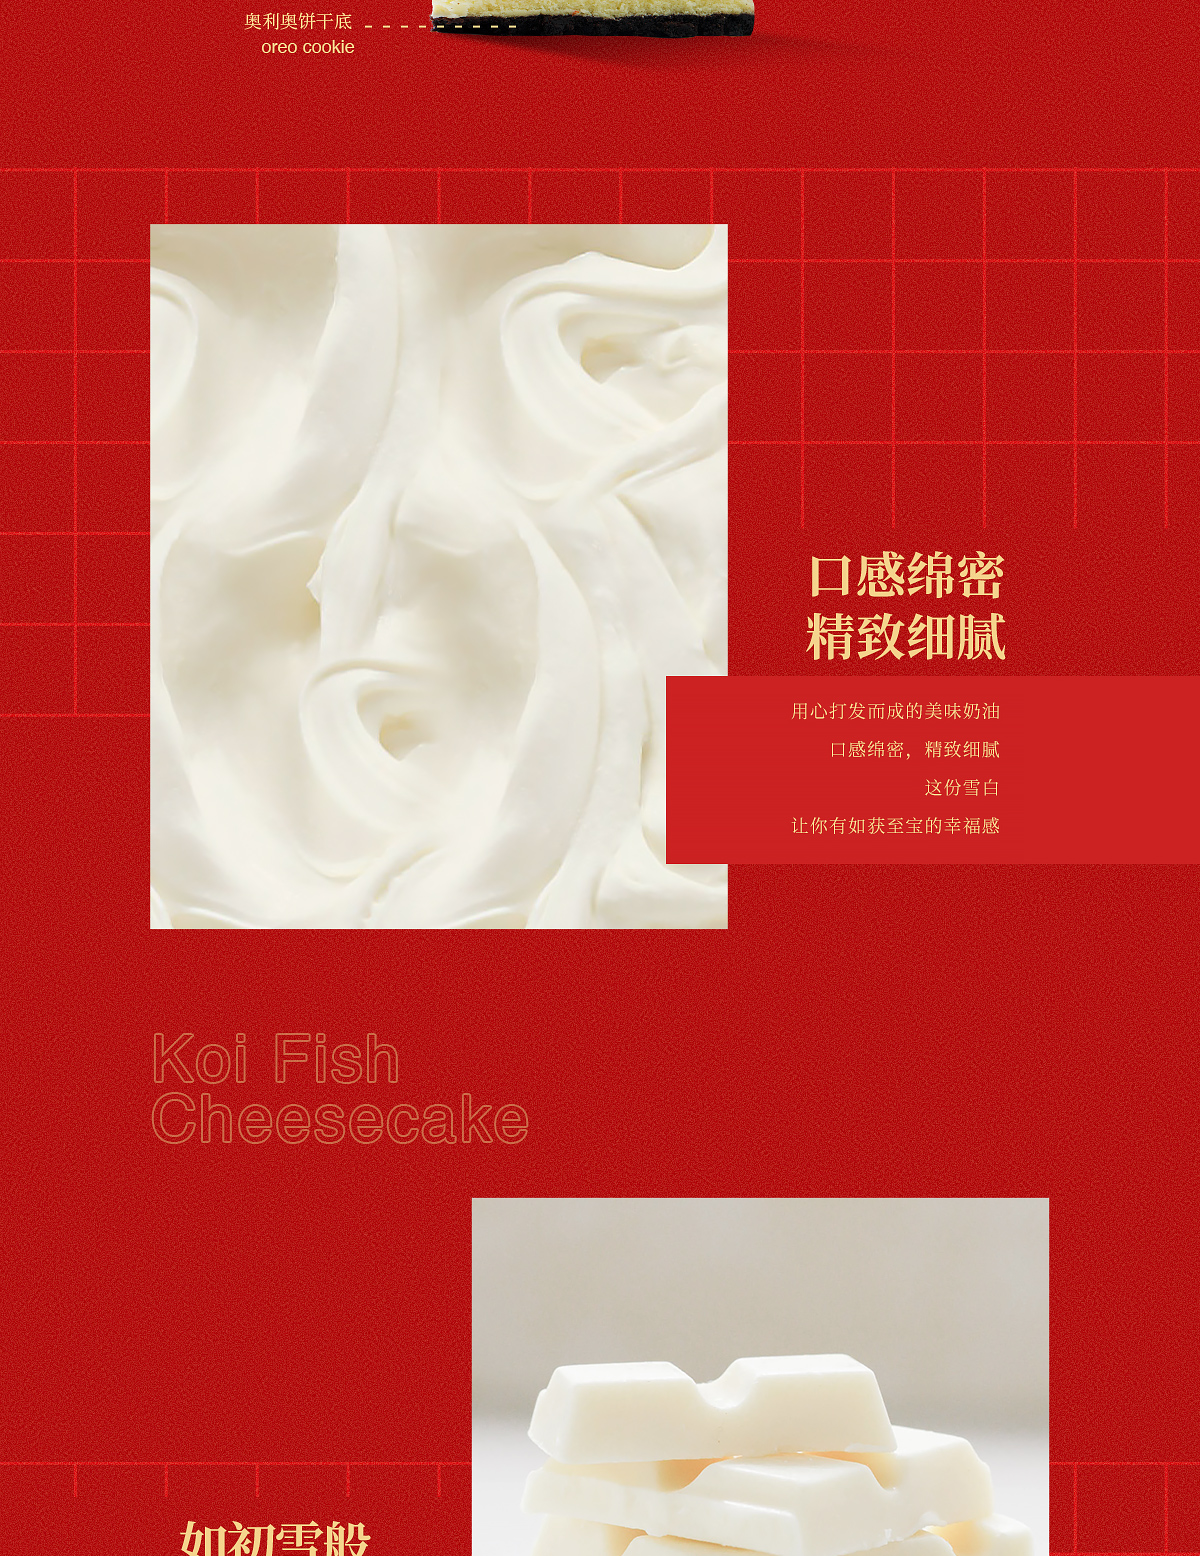 奥利奥饼干底
oreo cookie
口感绵密
精致细腻
用心打发而成的美味奶油
口感绵密，精致细腻
这份雪白
让你有如获至宝的幸福感
Koi Fish
Cheesecake
如初雪般